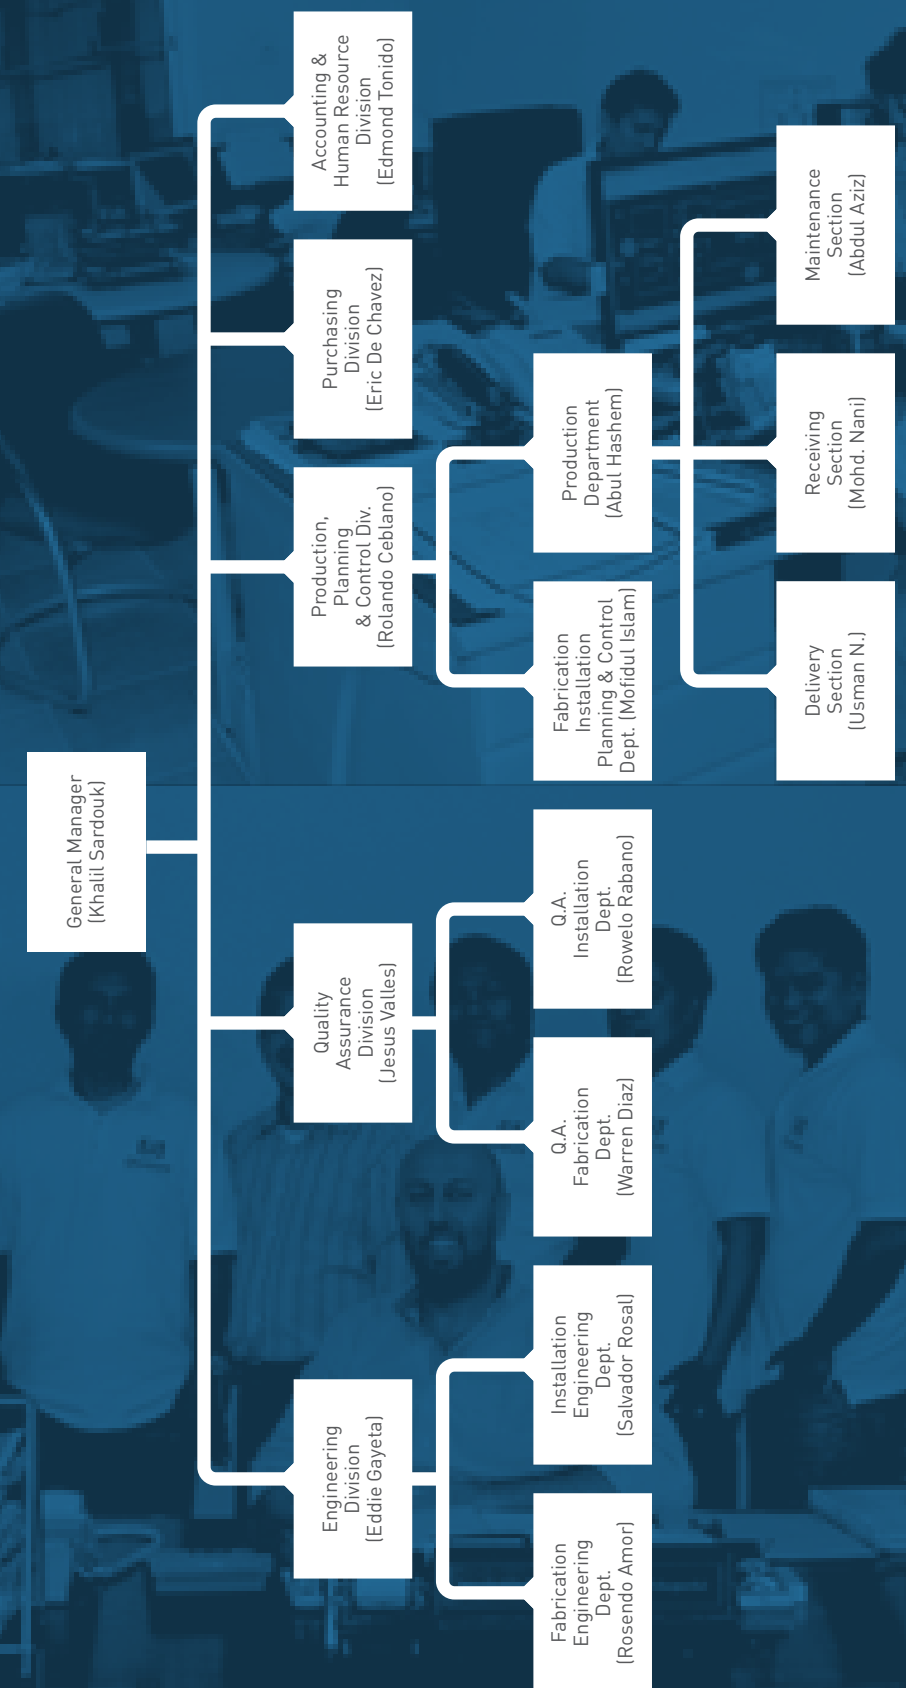 General Manager
(Khalil Sardouk)
Engineering
Division
(Eddie Gayeta)
Quality
Assurance
Division
(Jesus Valles)
Production,
Planning
& Control Div.
(Rolando Ceblano)
Purchasing
Division
(Eric De Chavez)
Accounting &
Human Resource
Division
(Edmond Tonido)
Fabrication
Engineering
Dept.
(Rosendo Amor)
Installation
Engineering
Dept.
(Salvador Rosal)
Q.A.
Fabrication
Dept.
(Warren Diaz)
Q.A.
Installation
Dept.
(Rowelo Rabano)
Fabrication
Installation
Planning & Control
Dept. (Mofidul Islam)
Production
Department
(Abul Hashem)
Delivery
Section
(Usman N.)
Receiving
Section
(Mohd. Nani)
Maintenance
Section
(Abdul Aziz)